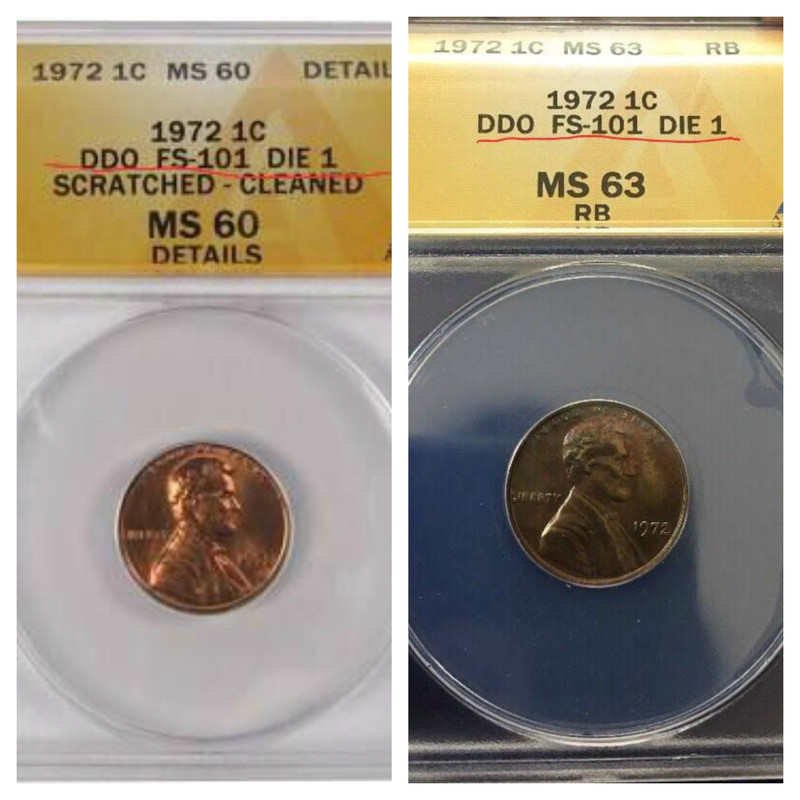 1972 1C MS 60 DETAIL
1972 1C
DDO FS-101 DIE 1
SCRATCHED - CLEANED
MS 60
DETAILS
LIBERTY
1972 1C MS 63 RB
1972 1C
DDO FS-101 DIE 1
MS 63
RB
LIBERTY
1972